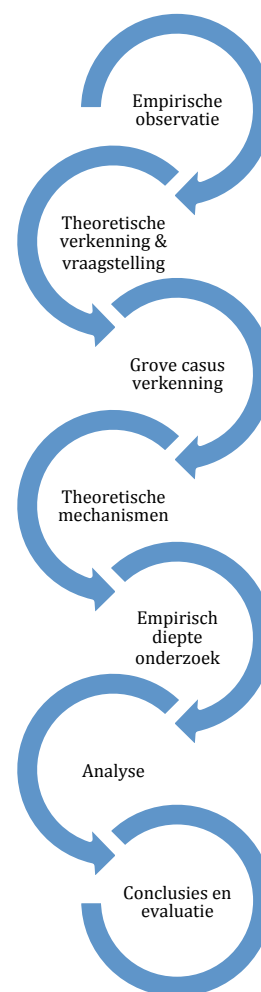 Empirische
observatie
Theoretische
verkenning &
vraagstelling
Grove casus
verkenning
Theoretische
mechanismen
Empirisch
diepte
onderzoek
Analyse
Conclusies en
evaluatie